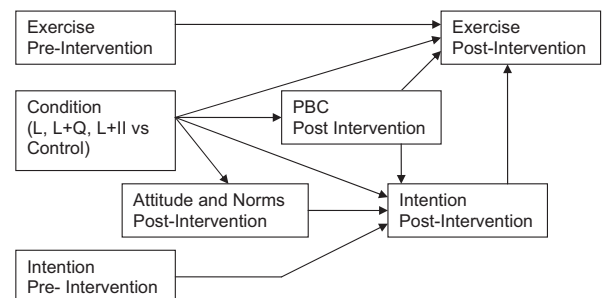 Exercise
Pre-Intervention
Exercise
Post-Intervention
Condition
(L, L+Q, L+II vs
Control)
PBC
Post Intervention
Attitude and Norms
Post-Intervention
Intention
Post-Intervention
Intention
Pre- Intervention